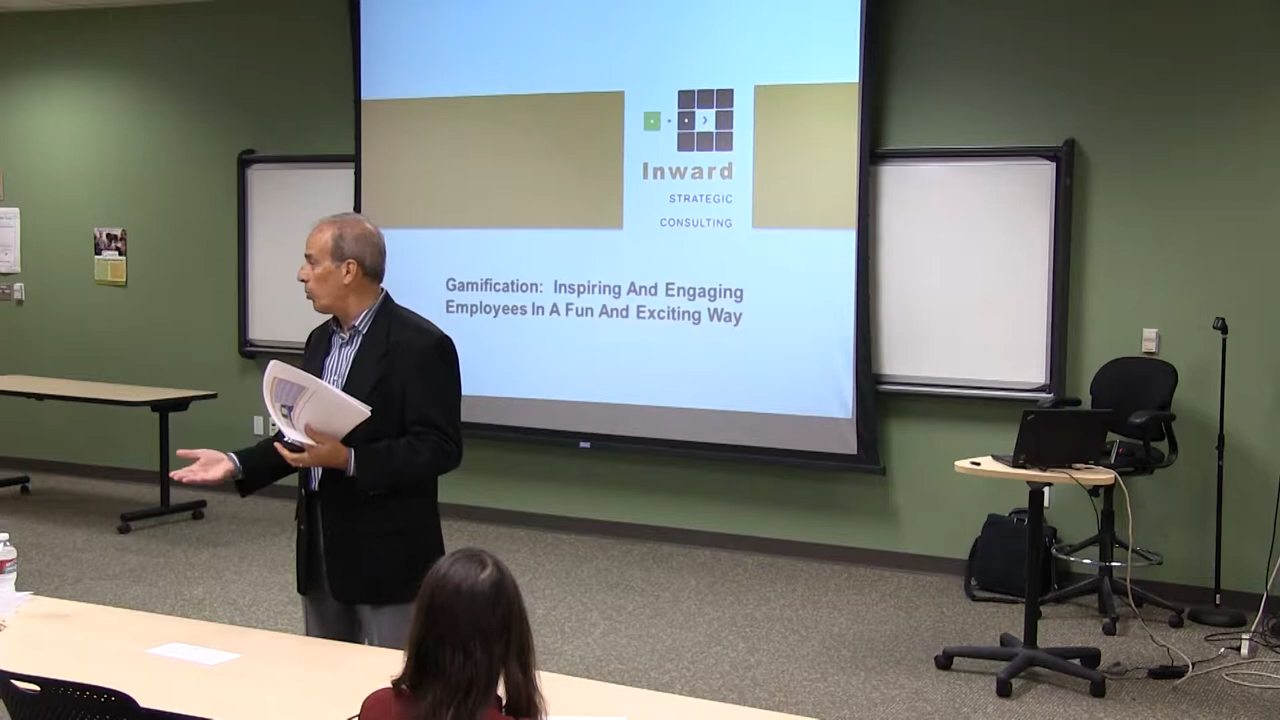 Inward
STRATEGIC
CONSULTING
Gamification: Inspiring And Engaging
Employees In A Fun And Exciting Way